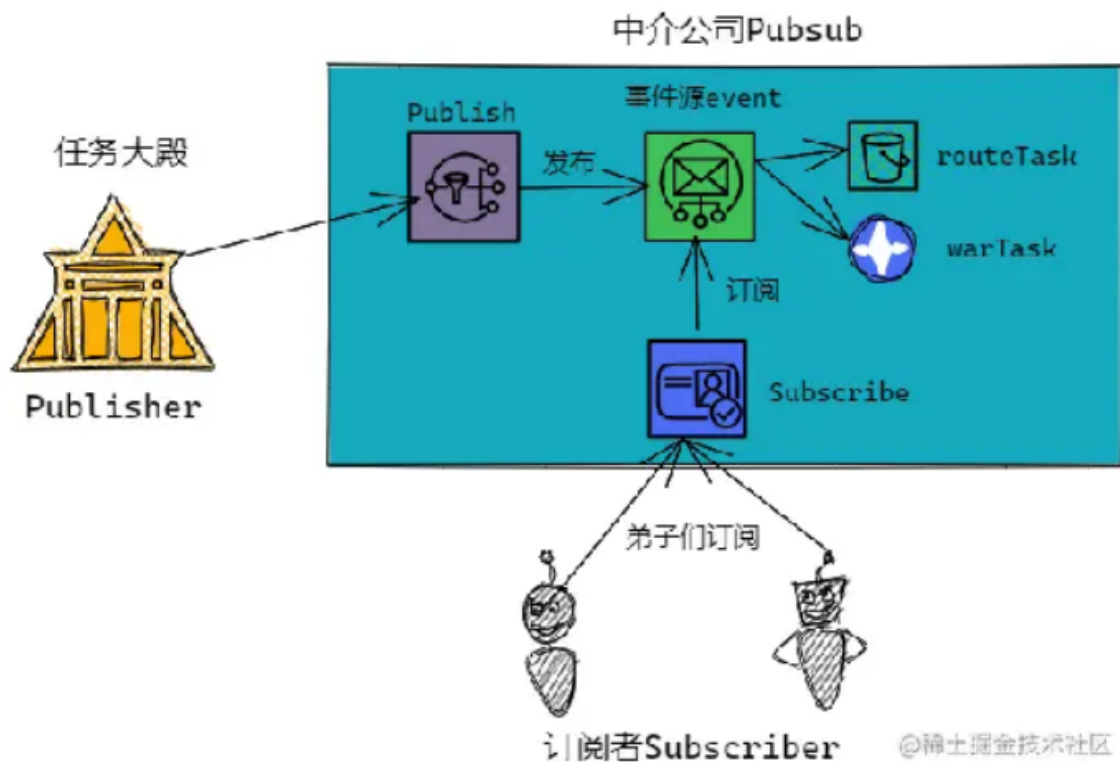 中介公司Pubsub
Publish
事件源event
任务大殿
发布
routeTask
warTask
订阅
Subscribe
Publisher
弟子们订阅
订阅者Subscriber
@稀土掘金技术社区